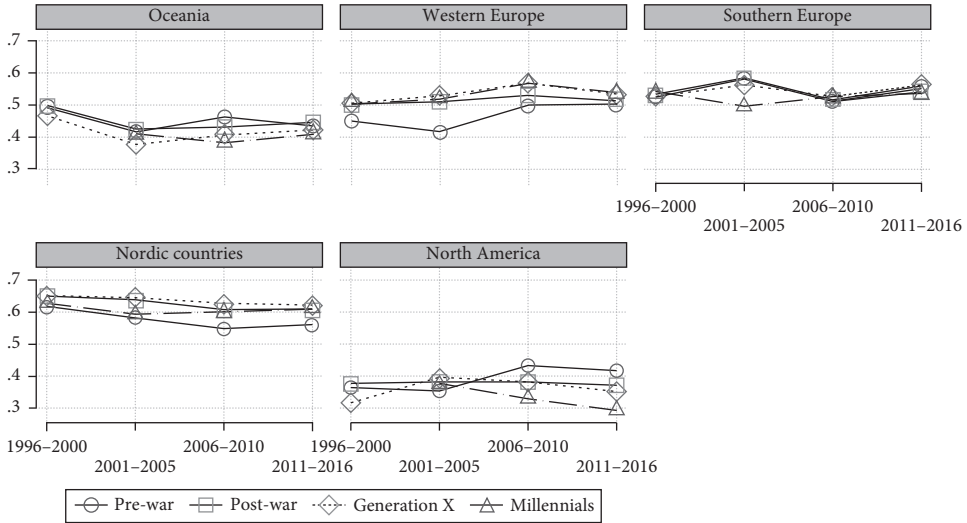 Oceania Western Europe Southern Europe
.7
.6
.5
.4
.3
1996–2000 2006–2010
2001–2005 2011–2016
Nordic countries North America
.7
.6
.5
.4
.3
1996–2000 2006–2010 1996–2000 2006–2010
2001–2005 2011–2016 2001–2005 2011–2016
Pre-war Post-war Generation X Millennials